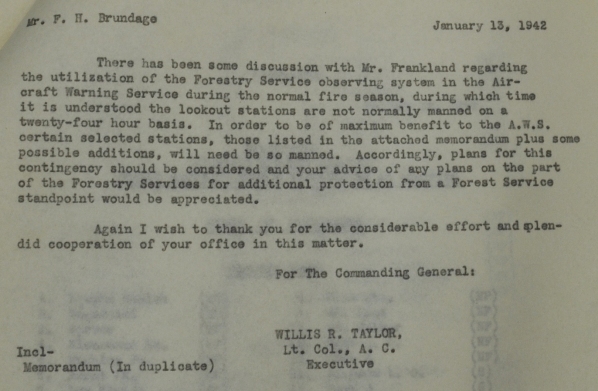 Mr. F. H. Brundage
January 13, 1942
There has been some discussion with Mr. Frankland regarding
the utilization of the Forestry Service observing system in the Air-
craft Warning Service during the normal fire season, during which time
it is understood the lookout stations are not normally manned on a
twenty-four hour basis. In order to be of maximum benefit to the A.W.S.
certain selected stations, those listed in the attached memorandum plus some
possible additions, will need be so manned. Accordingly, plans for this
contingency should be considered and your advice of any plans on the part
of the Forestry Services for additional protection from a Forest Service
standpoint would be appreciated.
Again I wish to thank you for the considerable effort and splen-
did cooperation of your office in this matter.
For The Commanding General:
WILLIS R. TAYLOR,
Lt. Col., A. C.
Executive
Incl-
Memorandum (In duplicate)